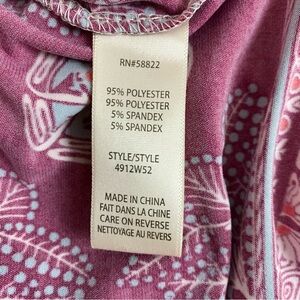 RN#58822
95% POLYESTER
95% POLYESTER
5% SPANDEX
5% SPANDEX
STYLE/STYLE
4912W52
MADE IN CHINA
FAIT DANS LA CHINE
CARE ON REVERSE
NETTOYAGE AU REVERS